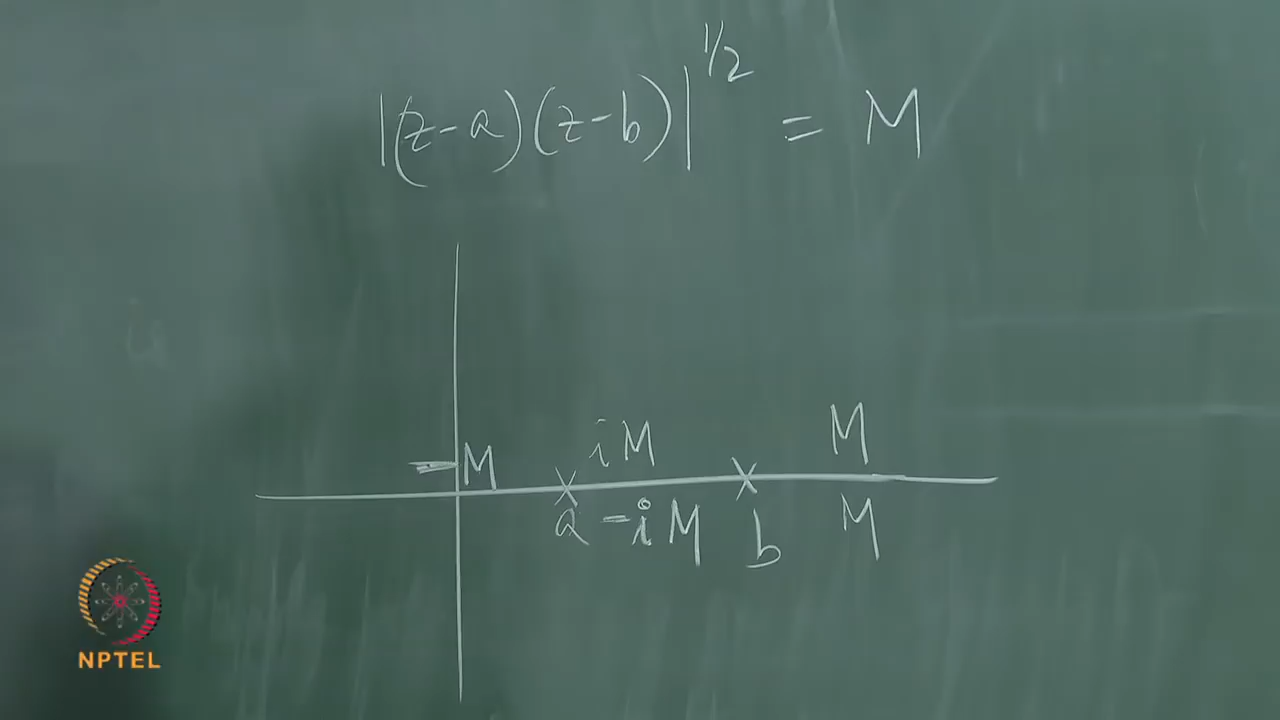 |(z-a)(z-b)|^{1/2} = M
iM M
-M
a -iM b M
NPTEL